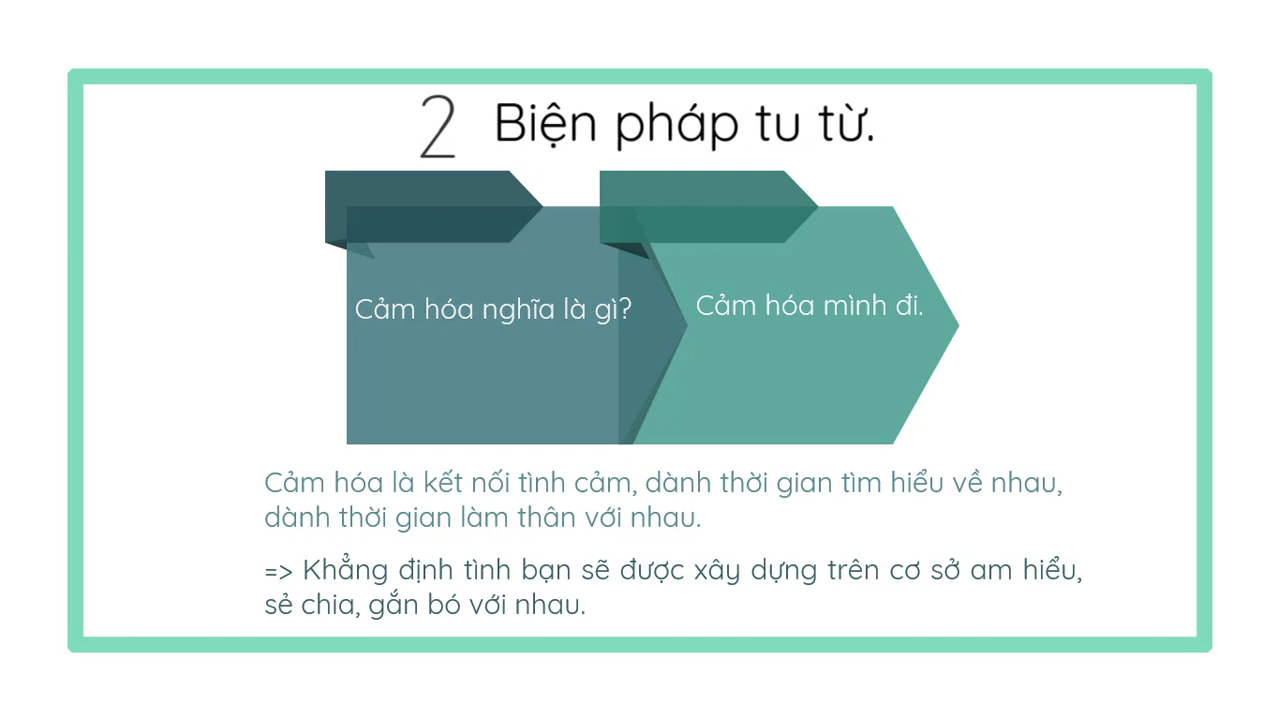 2 Biện pháp tu từ.
Cảm hóa nghĩa là gì?
Cảm hóa mình đi.
Cảm hóa là kết nối tình cảm, dành thời gian tìm hiểu về nhau,
dành thời gian làm thân với nhau.
=> Khẳng định tình bạn sẽ được xây dựng trên cơ sở am hiểu,
sẻ chia, gắn bó với nhau.